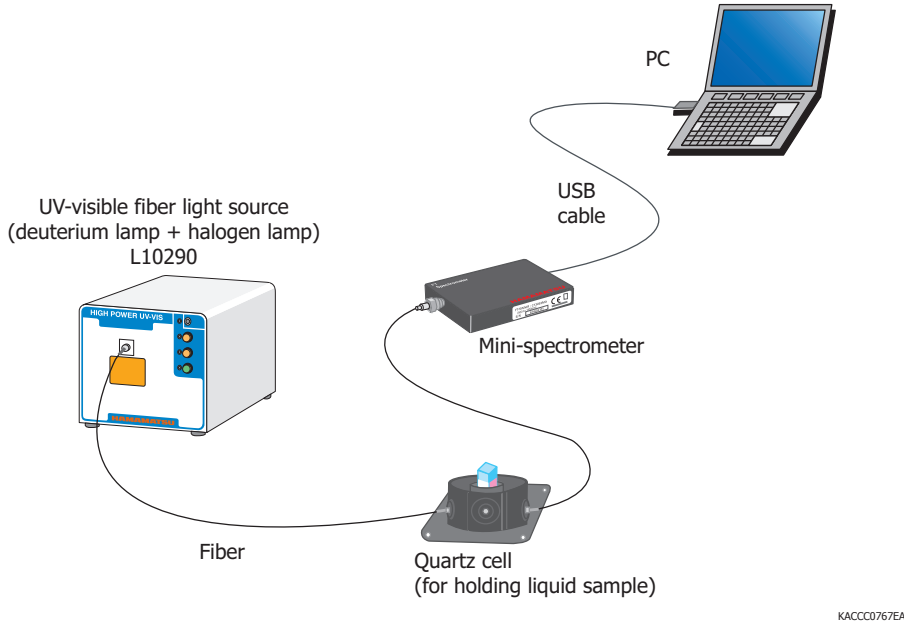 PC
USB
cable
UV-visible fiber light source
(deuterium lamp + halogen lamp)
L10290
HIGH POWER UV-VIS
HAMAMATSU
Spectrometer
Mini-spectrometer
Fiber
Quartz cell
(for holding liquid sample)
KACCC0767EA